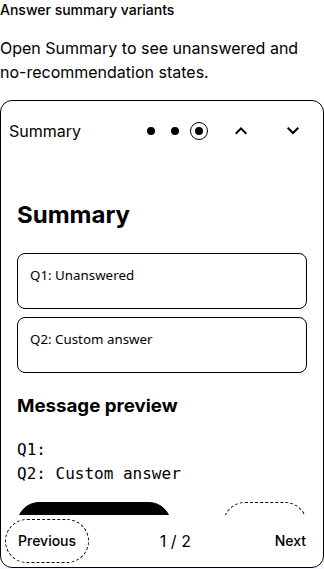 Answer summary variants
Open Summary to see unanswered and
no-recommendation states.
Summary
Summary
Q1: Unanswered
Q2: Custom answer
Message preview
Q1:
Q2: Custom answer
Previous
1 / 2
Next